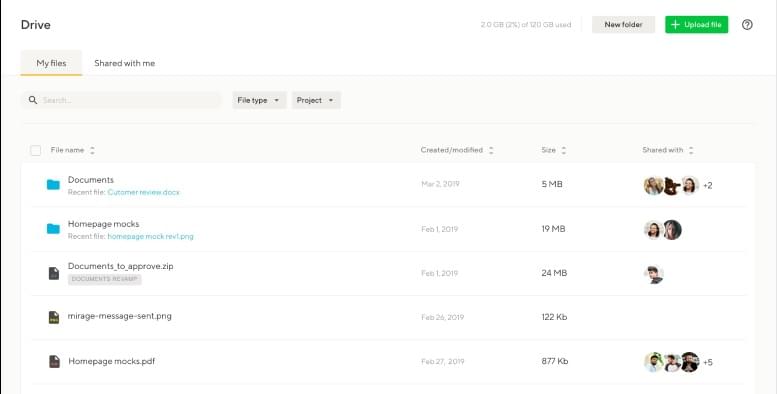 Drive
2.0 GB (2%) of 120 GB used
New folder
+ Upload file
My files
Shared with me
Search...
File type
Project
File name
Created/modified
Size
Shared with
Documents
Recent file: Cutomer review.docx
Mar 2, 2019
5 MB
+2
Homepage mocks
Recent file: homepage mock rev1.png
Feb 1, 2019
19 MB
Documents_to_approve.zip
DOCUMENTS REVAMP
Feb 1, 2019
24 MB
mirage-message-sent.png
Feb 26, 2019
122 Kb
Homepage mocks.pdf
Feb 27, 2019
877 Kb
+5